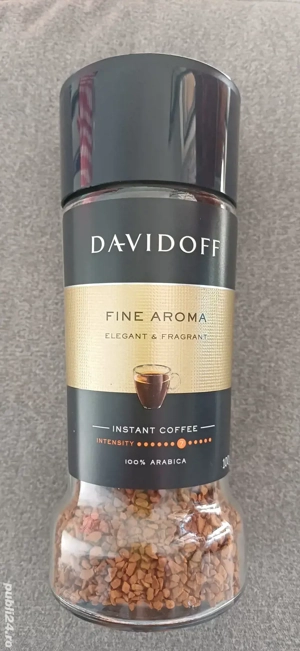 DAVIDOFF
FINE AROMA
ELEGANT & FRAGRANT
INSTANT COFFEE
INTENSITY
100% ARABICA
publi24.ro